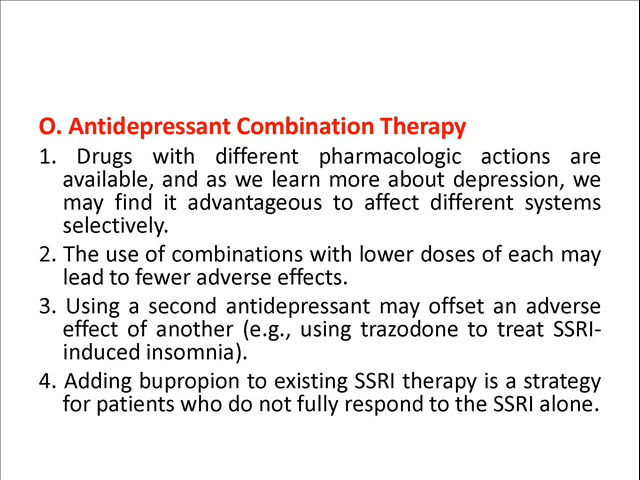 O. Antidepressant Combination Therapy
1. Drugs with different pharmacologic actions are
available, and as we learn more about depression, we
may find it advantageous to affect different systems
selectively.
2. The use of combinations with lower doses of each may
lead to fewer adverse effects.
3. Using a second antidepressant may offset an adverse
effect of another (e.g., using trazodone to treat SSRI-
induced insomnia).
4. Adding bupropion to existing SSRI therapy is a strategy
for patients who do not fully respond to the SSRI alone.